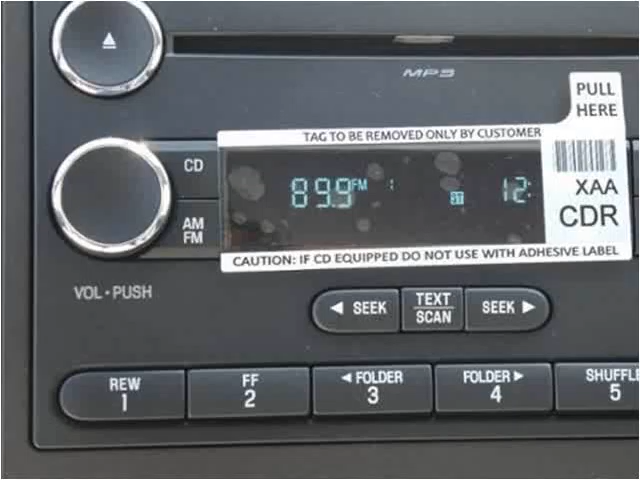 MP3
PULL
HERE
TAG TO BE REMOVED ONLY BY CUSTOMER
CD
AM
FM
89.9 FM 1 ST 12:
XAA
CDR
CAUTION: IF CD EQUIPPED DO NOT USE WITH ADHESIVE LABEL
VOL • PUSH
◄ SEEK
TEXT
SCAN
SEEK ►
REW
1
FF
2
◄ FOLDER
3
FOLDER ►
4
SHUFFLE
5